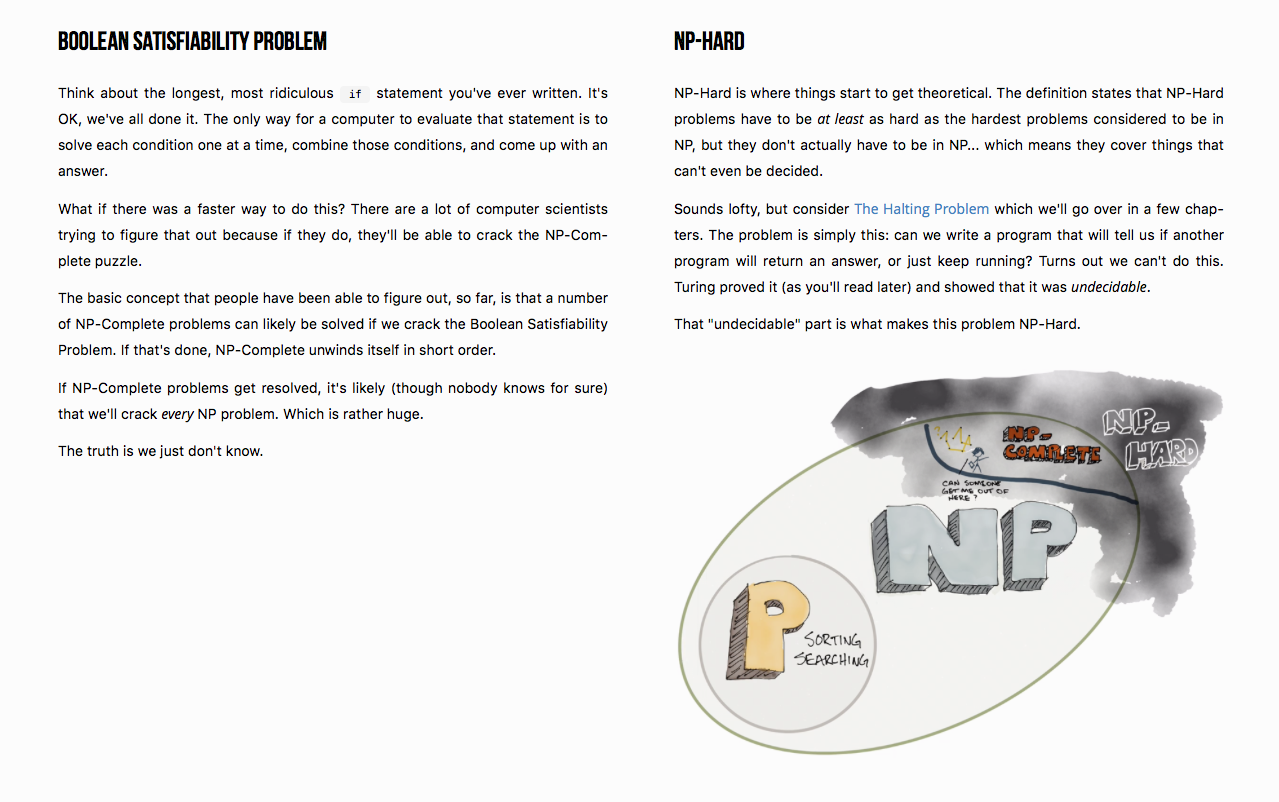 BOOLEAN SATISFIABILITY PROBLEM
Think about the longest, most ridiculous if statement you've ever written. It's
OK, we've all done it. The only way for a computer to evaluate that statement is to
solve each condition one at a time, combine those conditions, and come up with an
answer.
What if there was a faster way to do this? There are a lot of computer scientists
trying to figure that out because if they do, they'll be able to crack the NP-Com-
plete puzzle.
The basic concept that people have been able to figure out, so far, is that a number
of NP-Complete problems can likely be solved if we crack the Boolean Satisfiability
Problem. If that's done, NP-Complete unwinds itself in short order.
If NP-Complete problems get resolved, it's likely (though nobody knows for sure)
that we'll crack every NP problem. Which is rather huge.
The truth is we just don't know.
NP-HARD
NP-Hard is where things start to get theoretical. The definition states that NP-Hard
problems have to be at least as hard as the hardest problems considered to be in
NP, but they don't actually have to be in NP... which means they cover things that
can't even be decided.
Sounds lofty, but consider The Halting Problem which we'll go over in a few chap-
ters. The problem is simply this: can we write a program that will tell us if another
program will return an answer, or just keep running? Turns out we can't do this.
Turing proved it (as you'll read later) and showed that it was undecidable.
That "undecidable" part is what makes this problem NP-Hard.
NP-
HARD
NP-
COMPLETE
CAN SOMEONE
GET ME OUT OF
HERE?
NP
P
SORTING
SEARCHING